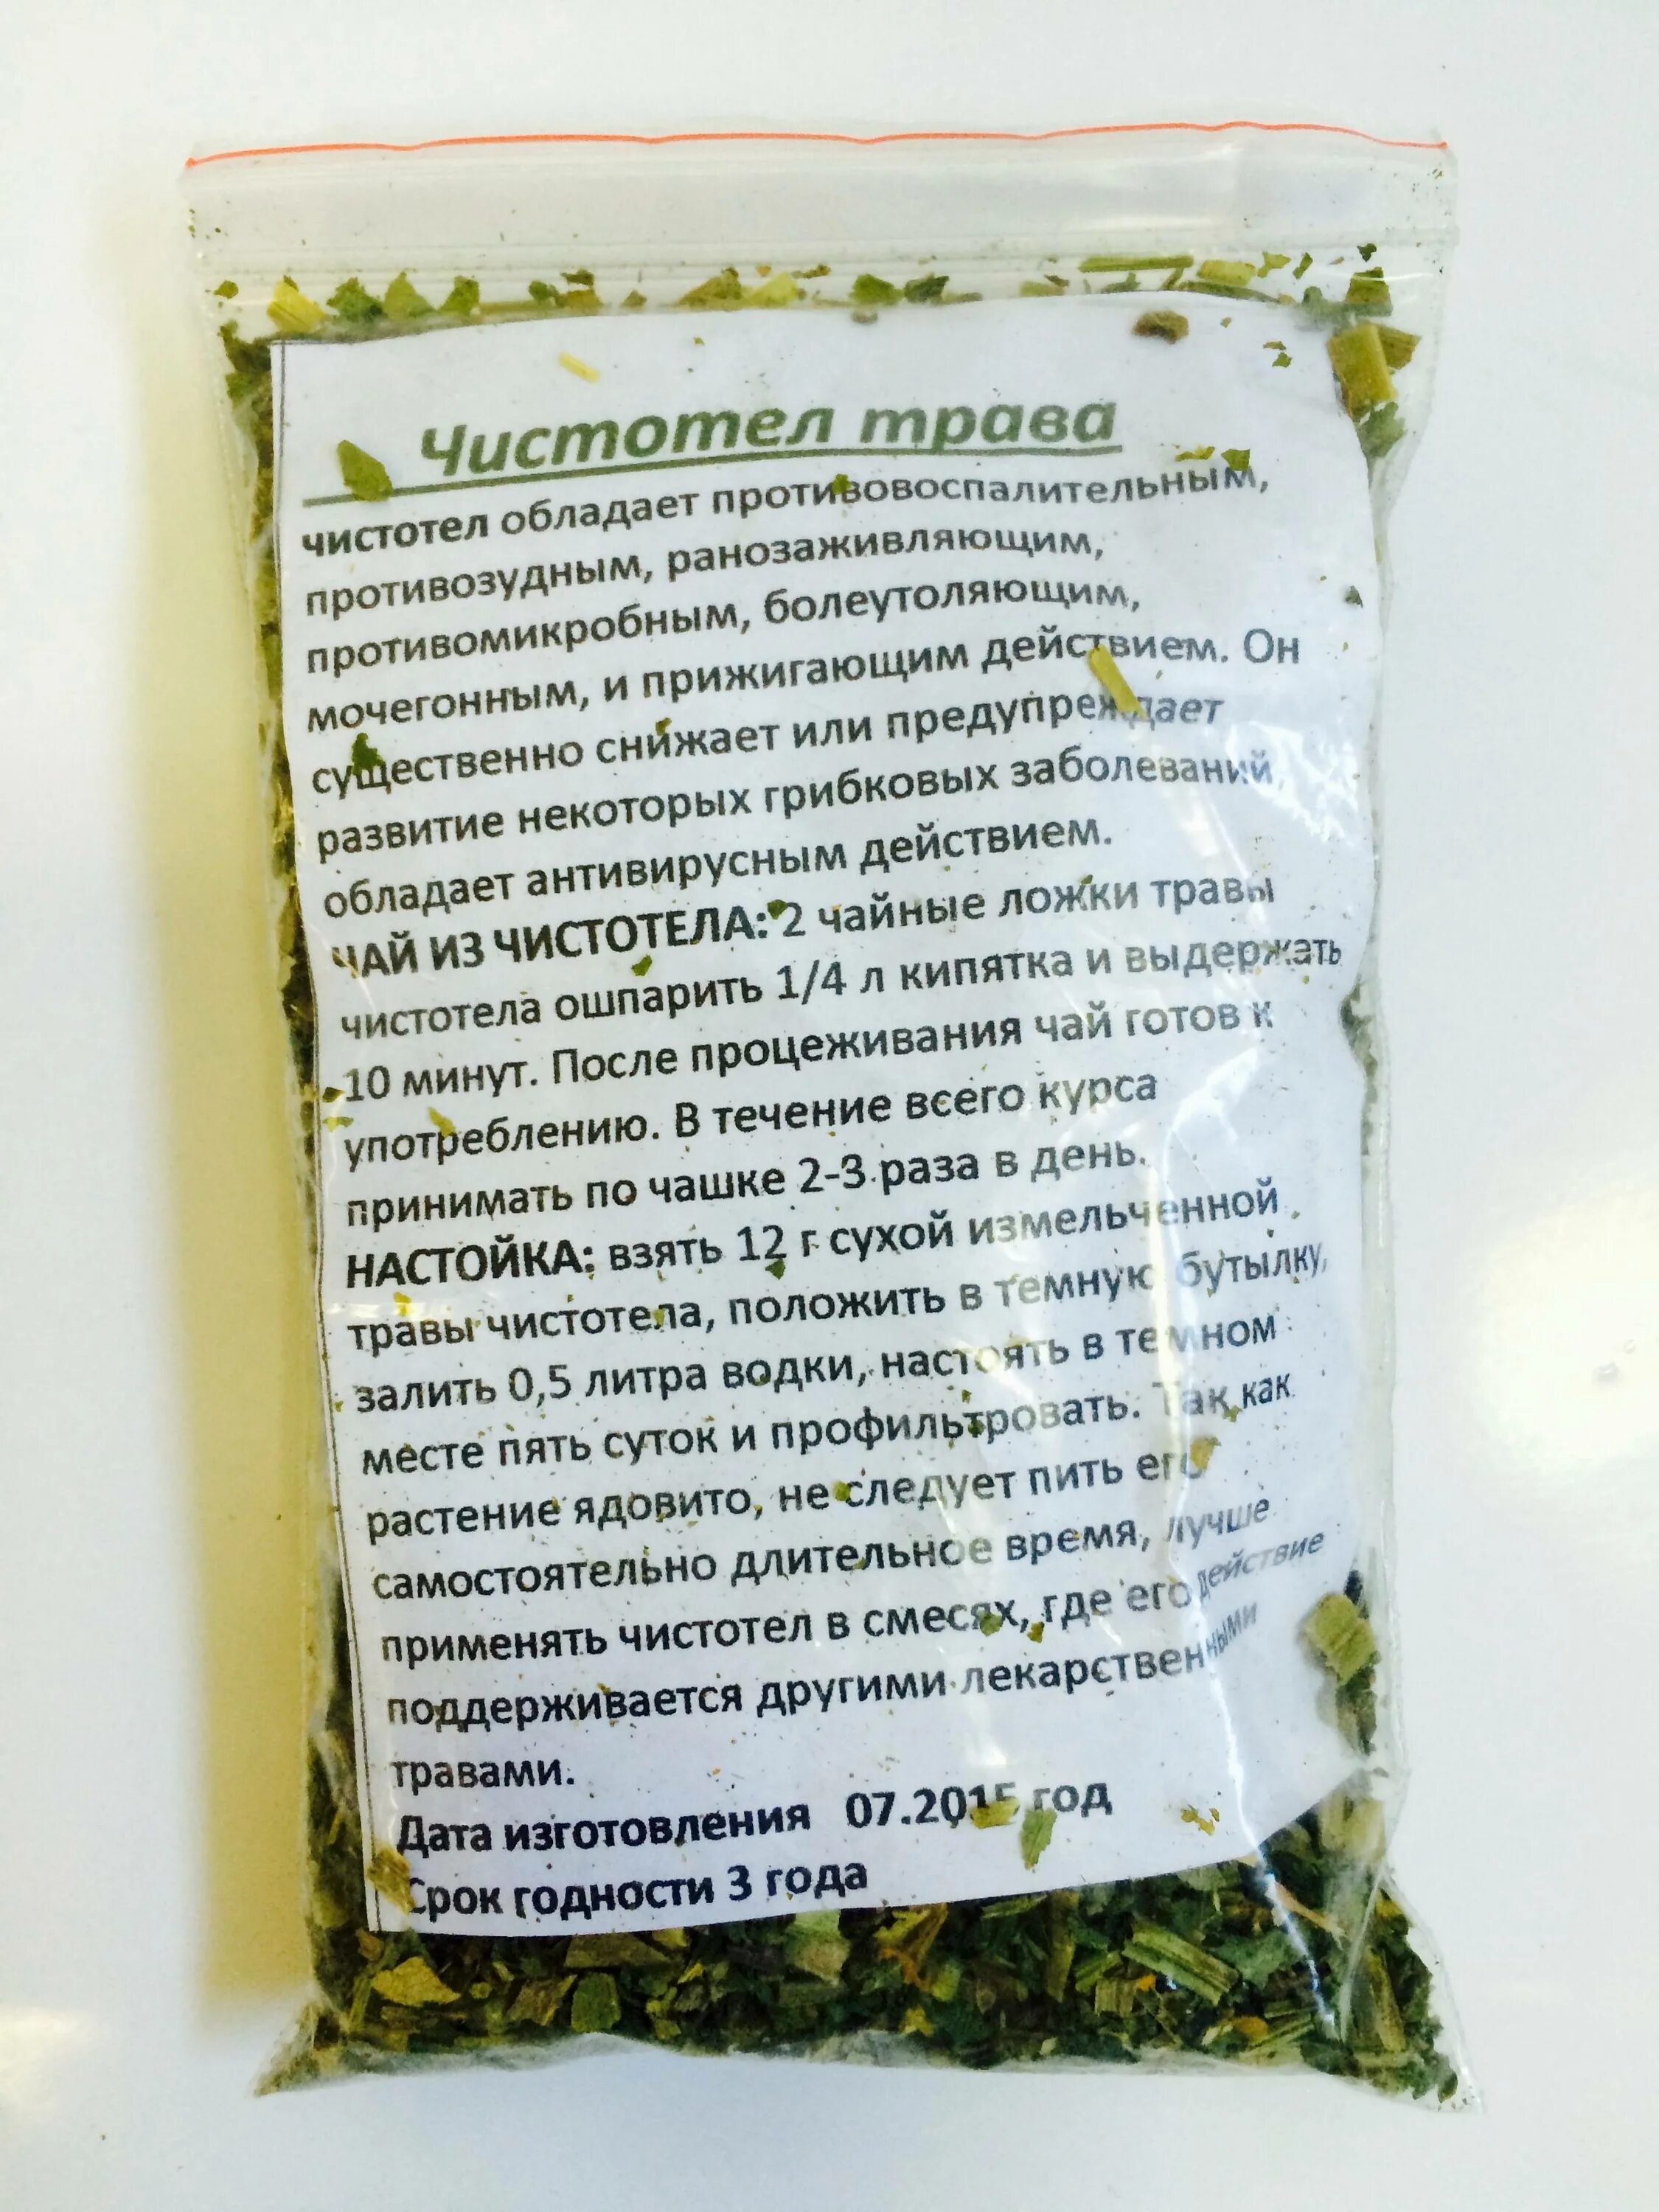 Чистотел трава
чистотел обладает противовоспалительным,
противозудным, ранозаживляющим,
противомикробным, болеутоляющим,
мочегонным, и прижигающим действием. Он
существенно снижает или предупреждает
развитие некоторых грибковых заболеваний
обладает антивирусным действием.
ЧАЙ ИЗ ЧИСТОТЕЛА: 2 чайные ложки травы
чистотела ошпарить 1/4 л кипятка и выдержать
10 минут. После процеживания чай готов к
употреблению. В течение всего курса
принимать по чашке 2-3 раза в день.
НАСТОЙКА: взять 12 г сухой измельченной
травы чистотела, положить в темную бутылку,
залить 0,5 литра водки, настоять в темном
месте пять суток и профильтровать. Так как
растение ядовито, не следует пить его
самостоятельно длительное время, лучше
применять чистотел в смесях, где его действие
поддерживается другими лекарственными
травами.
Дата изготовления 07.2015 год
Срок годности 3 года